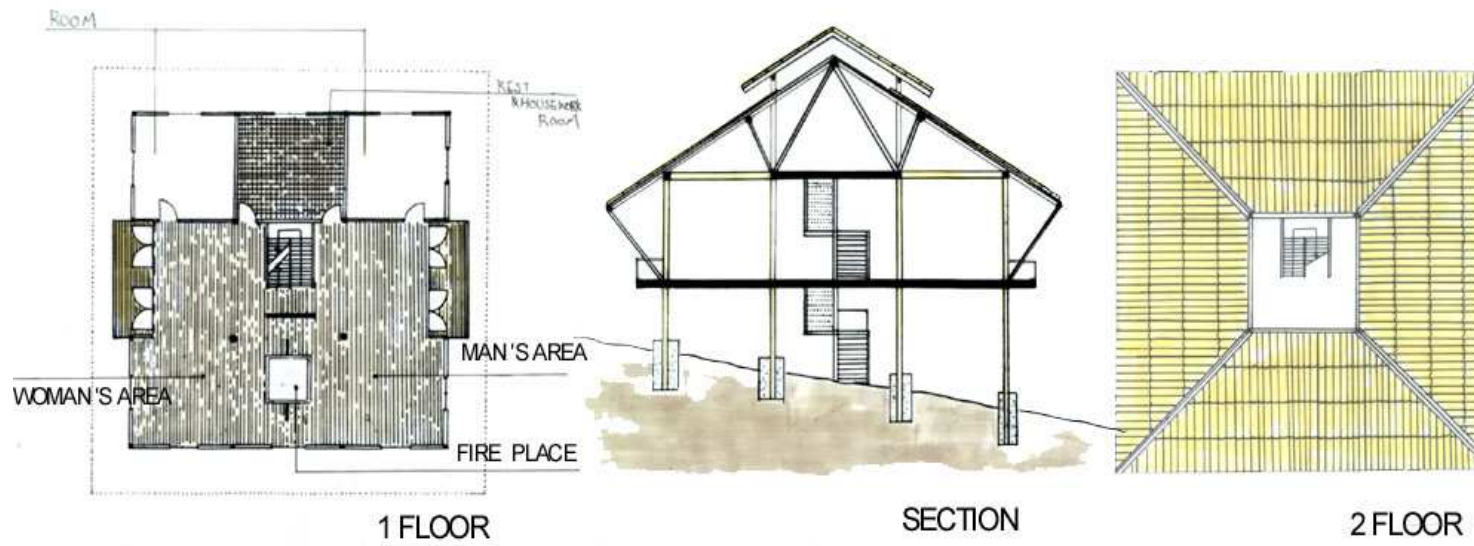 ROOM
REST
& HOUSEWORK
ROOM
MAN'S AREA
WOMAN'S AREA
FIRE PLACE
1 FLOOR
SECTION
2 FLOOR